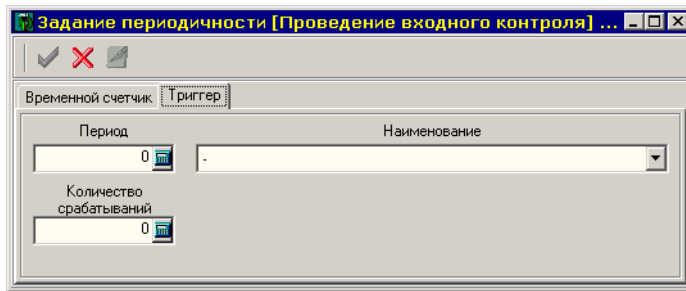 Задание периодичности [Проведение входного контроля] ...
Временной счетчик Триггер
Период Наименование
0 .
Количество
срабатываний
0